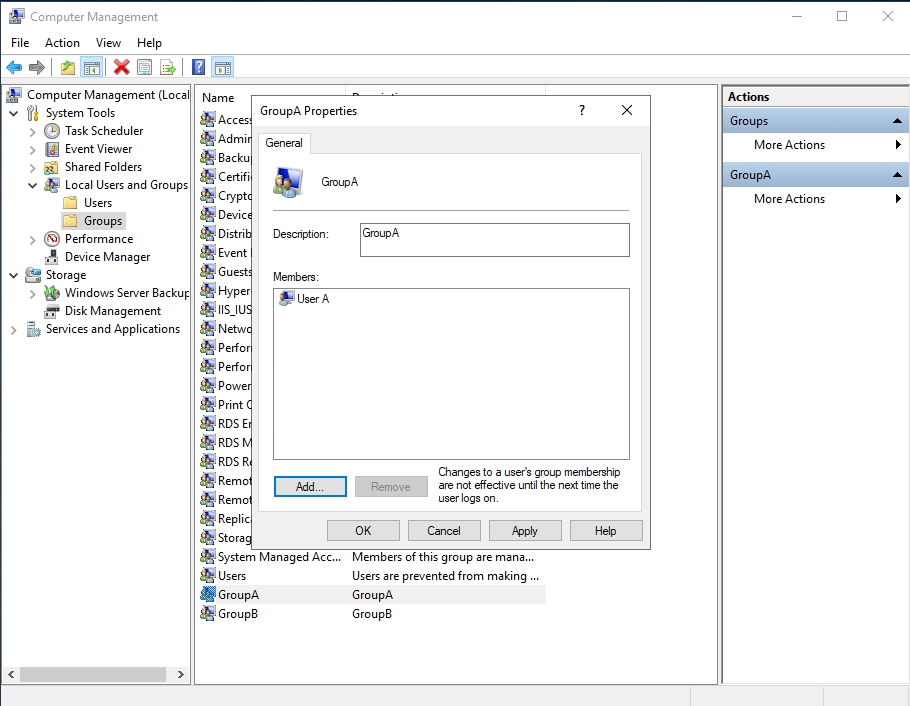 Computer Management
File Action View Help
Computer Management (Local
System Tools
Task Scheduler
Event Viewer
Shared Folders
Local Users and Groups
Users
Groups
Performance
Device Manager
Storage
Windows Server Backup
Disk Management
Services and Applications
Name
Access
Admin
Backu
Certifi
Crypto
Device
Distrib
Event
Guests
Hyper
IIS_IUS
Netwo
Perfor
Perfor
Power
Print O
RDS En
RDS M
RDS Re
Remot
Remot
Replica
Storag
System Managed Acc... Members of this group are mana...
Users Users are prevented from making ...
GroupA GroupA
GroupB GroupB
GroupA Properties ?
General
GroupA
Description: GroupA
Members:
User A
Add... Remove
Changes to a user's group membership
are not effective until the next time the
user logs on.
OK Cancel Apply Help
Actions
Groups
More Actions
GroupA
More Actions